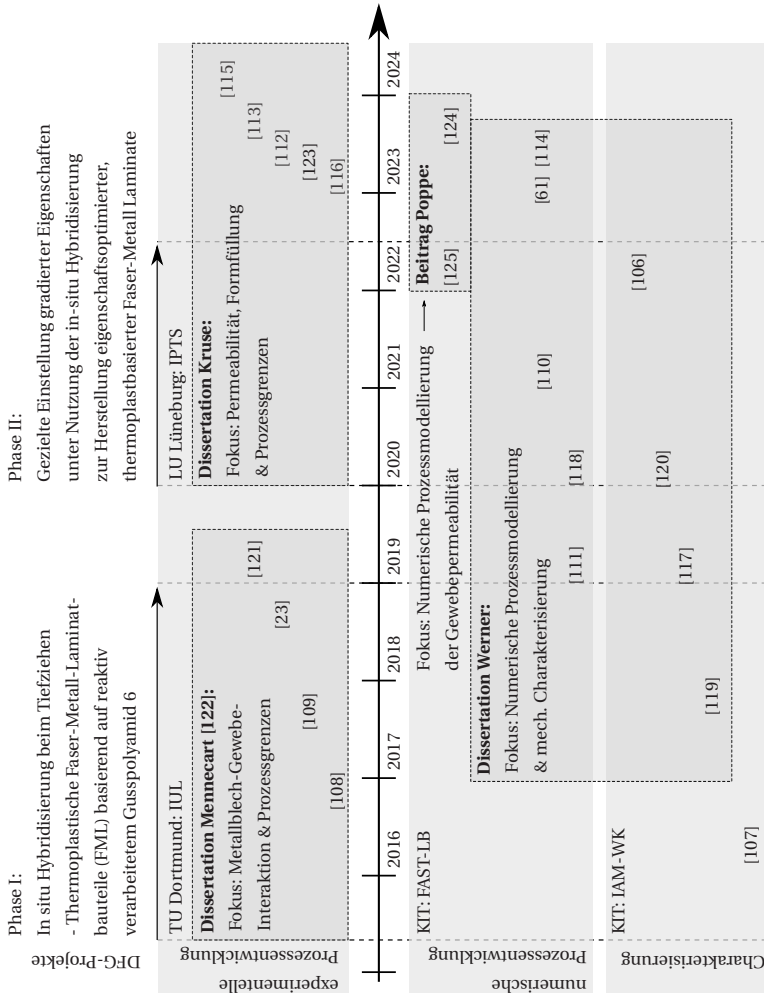 Phase I:
In situ Hybridisierung beim Tiefziehen
- Thermoplastische Faser-Metall-Laminat-
bauteile (FML) basierend auf reaktiv
verarbeitetem Gusspolyamid 6
Phase II:
Gezielte Einstellung gradierter Eigenschaften
unter Nutzung der in-situ Hybridisierung
zur Herstellung eigenschaftsoptimierter,
thermoplastbasierter Faser-Metall Laminate
DFG-Projekte
TU Dortmund: IUL
LU Lüneburg: IPTS
experimentelle
Prozessentwicklung
Dissertation Mennecart [122]:
Fokus: Metallblech-Gewebe-
Interaktion & Prozessgrenzen
[121]
[23]
[109]
[108]
Dissertation Kruse:
Fokus: Permeabilität, Formfüllung
& Prozessgrenzen
[115]
[113]
[112]
[123]
[116]
2016
2017
2018
2019
2020
2021
2022
2023
2024
numerische
Prozessentwicklung
KIT: FAST-LB
Fokus: Numerische Prozessmodellierung
der Gewebepermeabilität
Beitrag Poppe:
[125]
[124]
Dissertation Werner:
Fokus: Numerische Prozessmodellierung
& mech. Charakterisierung
[110]
[61]
[114]
[111]
[118]
Charakterisierung
KIT: IAM-WK
[106]
[120]
[117]
[119]
[107]